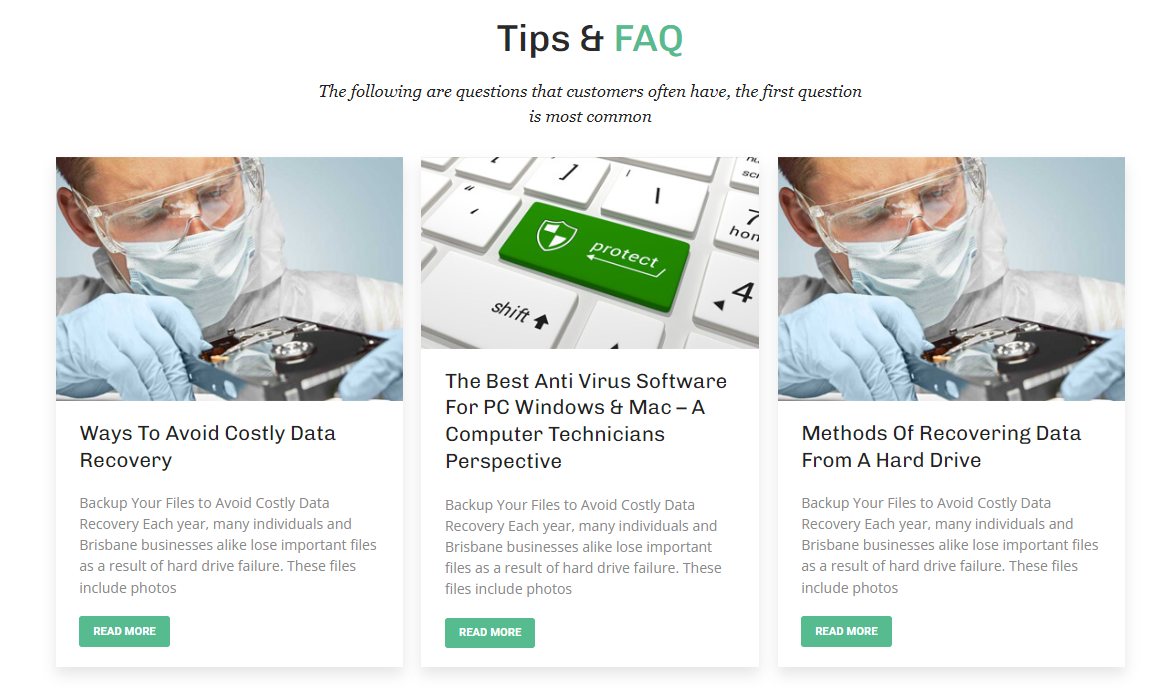 Tips & FAQ
The following are questions that customers often have, the first question
is most common
protect
shift
4
7
Ways To Avoid Costly Data
Recovery
Backup Your Files to Avoid Costly Data
Recovery Each year, many individuals and
Brisbane businesses alike lose important files
as a result of hard drive failure. These files
include photos
READ MORE
The Best Anti Virus Software
For PC Windows & Mac – A
Computer Technicians
Perspective
Backup Your Files to Avoid Costly Data
Recovery Each year, many individuals and
Brisbane businesses alike lose important
files as a result of hard drive failure. These
files include photos
READ MORE
Methods Of Recovering Data
From A Hard Drive
Backup Your Files to Avoid Costly Data
Recovery Each year, many individuals and
Brisbane businesses alike lose important files
as a result of hard drive failure. These files
include photos
READ MORE